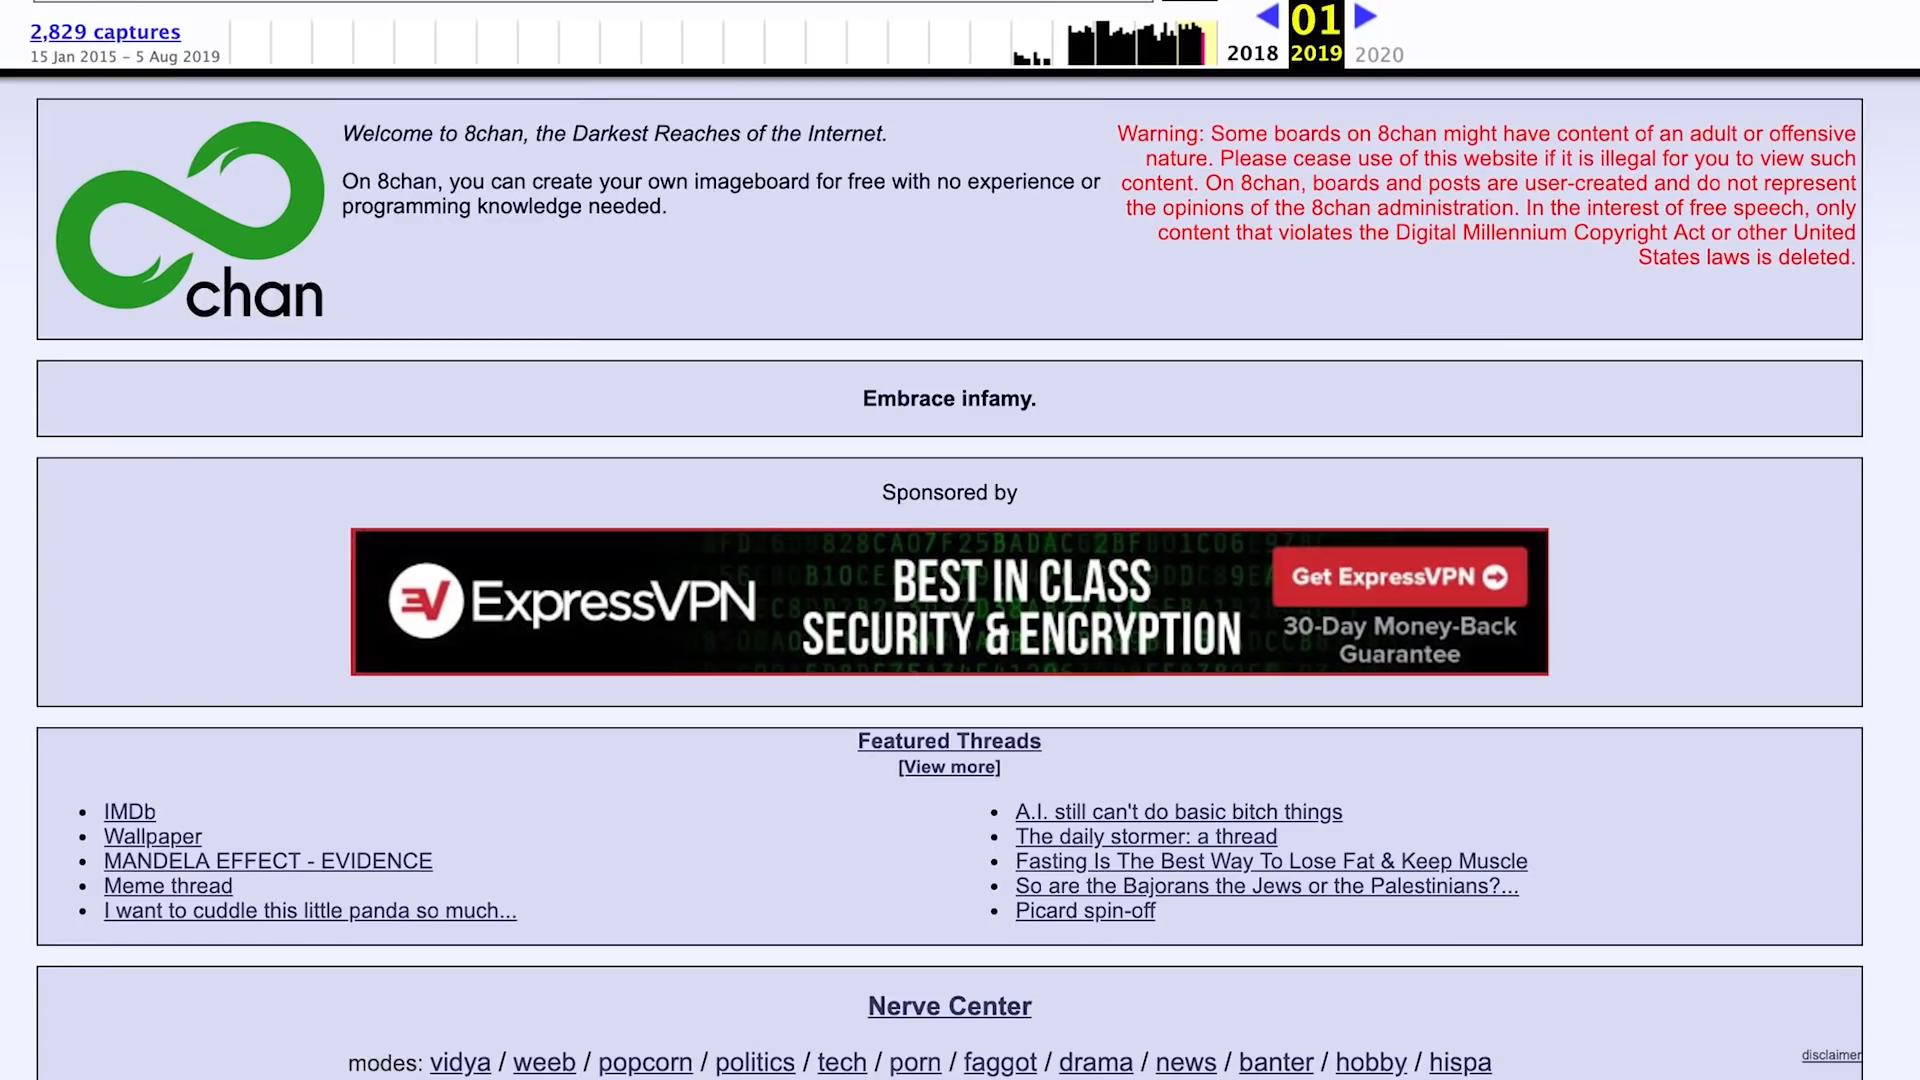 2,829 captures
15 Jan 2015 – 5 Aug 2019
01
2018 2019 2020
chan
Welcome to 8chan, the Darkest Reaches of the Internet.
On 8chan, you can create your own imageboard for free with no experience or
programming knowledge needed.
Warning: Some boards on 8chan might have content of an adult or offensive
nature. Please cease use of this website if it is illegal for you to view such
content. On 8chan, boards and posts are user-created and do not represent
the opinions of the 8chan administration. In the interest of free speech, only
content that violates the Digital Millennium Copyright Act or other United
States laws is deleted.
Embrace infamy.
Sponsored by
ExpressVPN
BEST IN CLASS
SECURITY & ENCRYPTION
Get ExpressVPN
30-Day Money-Back
Guarantee
Featured Threads
[View more]
IMDb
Wallpaper
MANDELA EFFECT - EVIDENCE
Meme thread
I want to cuddle this little panda so much...
A.I. still can't do basic bitch things
The daily stormer: a thread
Fasting Is The Best Way To Lose Fat & Keep Muscle
So are the Bajorans the Jews or the Palestinians?...
Picard spin-off
Nerve Center
modes: vidya / weeb / popcorn / politics / tech / porn / faggot / drama / news / banter / hobby / hispa
disclaimer